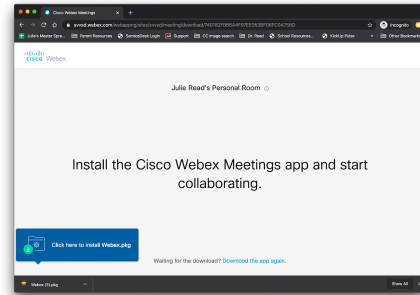 Cisco Webex Meetings
Incognito
Julie's Master Spre...
Parent Resources
ServiceDesk Login
Support
CC image search
Dr. Read
School Resources...
KickUp Pulse
Other Bookmarks
CISCO Webex
Julie Read's Personal Room
Install the Cisco Webex Meetings app and start
collaborating.
Click here to install Webex.pkg
Waiting for the download? Download the app again.
Webex (3).pkg
Show All